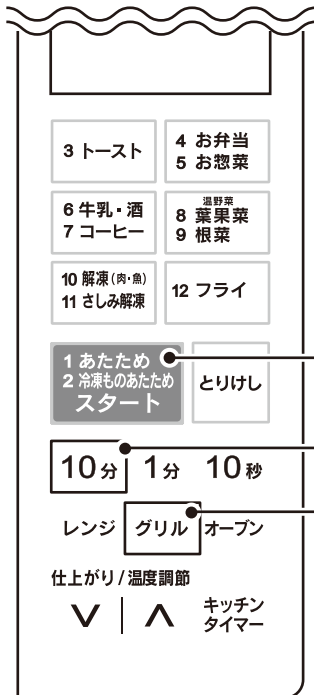 3 トースト
4 お弁当
5 お惣菜
6 牛乳・酒
7 コーヒー
温野菜
8 葉果菜
9 根菜
10 解凍(肉・魚)
11 さしみ解凍
12 フライ
1 あたため
2 冷凍ものあたため
スタート
とりけし
10分 1分 10秒
レンジ グリル オーブン
仕上がり/温度調節
キッチン
タイマー